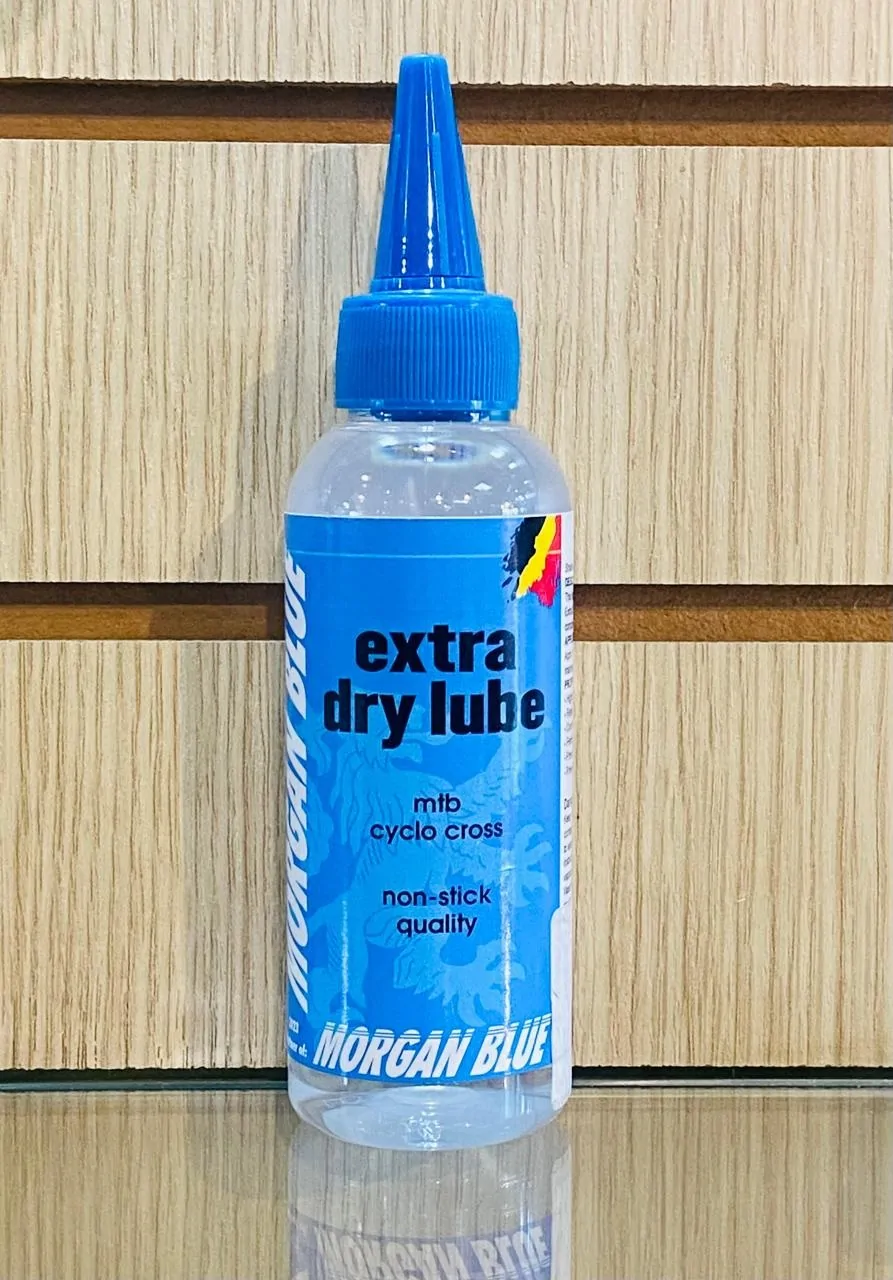 extra
dry lube
mtb
cyclo cross
non-stick
quality
MORGAN BLUE
MORGAN BLUE